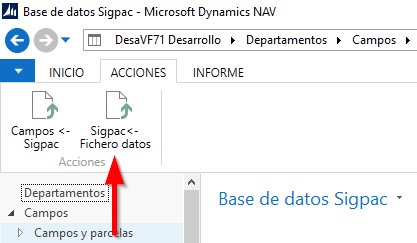 Base de datos Sigpac - Microsoft Dynamics NAV
DesaVF71 Desarrollo Departamentos Campos
INICIO ACCIONES INFORME
Campos <- Sigpac<-
Sigpac Fichero datos
Acciones
Departamentos
Base de datos Sigpac
Campos
Campos y parcelas